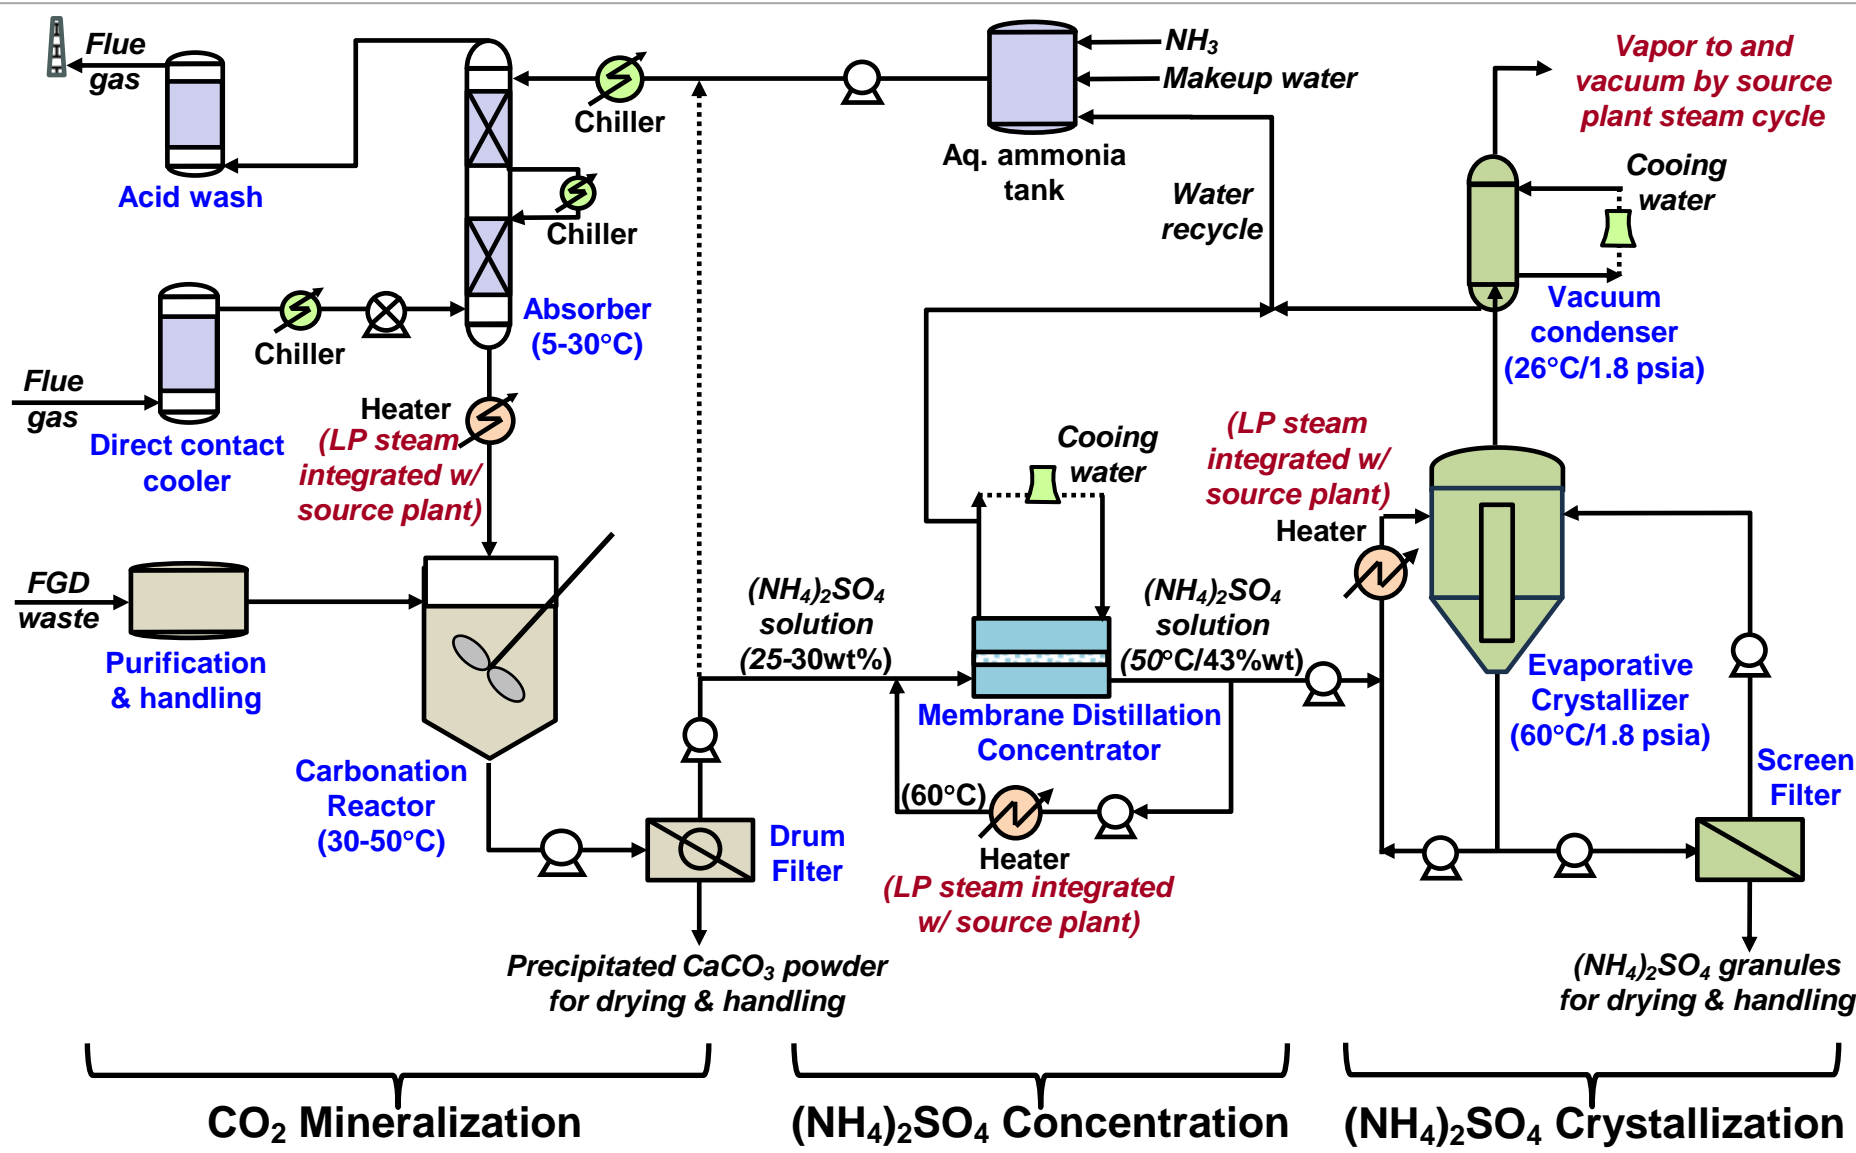 Flue
gas
Acid wash
Chiller
Chiller
NH3
Makeup water
Aq. ammonia
tank
Water
recycle
Vapor to and
vacuum by source
plant steam cycle
Cooing
water
Vacuum
condenser
(26°C/1.8 psia)
Absorber
(5-30°C)
Chiller
Flue
gas
Direct contact
cooler
Heater
(LP steam
integrated w/
source plant)
FGD
waste
Purification
& handling
Carbonation
Reactor
(30-50°C)
Drum
Filter
Precipitated CaCO3 powder
for drying & handling
(NH4)2SO4
solution
(25-30wt%)
Cooing
water
(NH4)2SO4
solution
(50°C/43%wt)
Membrane Distillation
Concentrator
(60°C)
Heater
(LP steam integrated
w/ source plant)
(LP steam
integrated w/
source plant)
Heater
Evaporative
Crystallizer
(60°C/1.8 psia)
Screen
Filter
(NH4)2SO4 granules
for drying & handling
CO2 Mineralization
(NH4)2SO4 Concentration
(NH4)2SO4 Crystallization